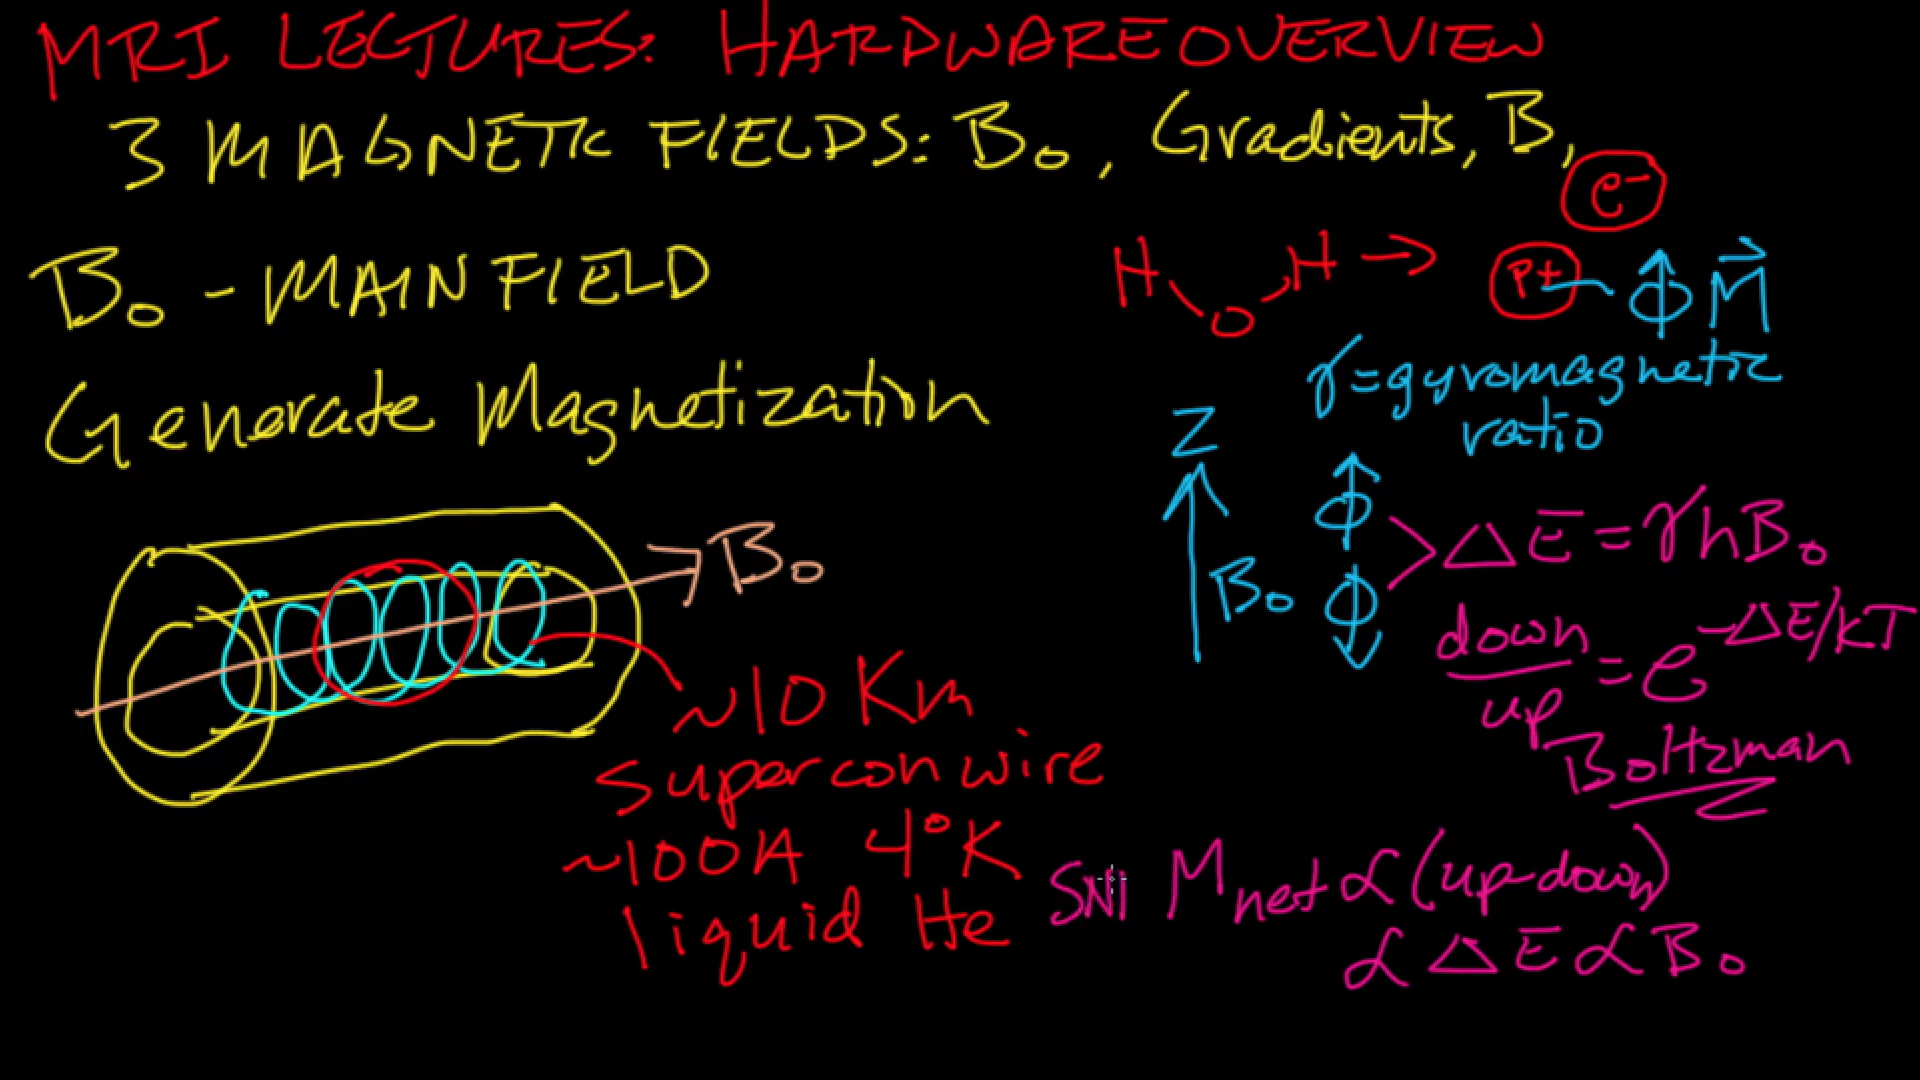 MRI LECTURES: HARDWARE OVERVIEW
3 MAGNETIC FIELDS: B₀, Gradients, B₁
e-
H O H → P+ M⃗
B₀ - MAIN FIELD
γ = gyromagnetic
ratio
Generate Magnetization
Z
B₀
B₀
ΔE = γhB₀
down/up = e^-ΔE/KT
Boltzman
~10 Km
supercon wire
~100A 4°K
liquid He
SNI Mnet α (up-down)
α ΔE α B₀